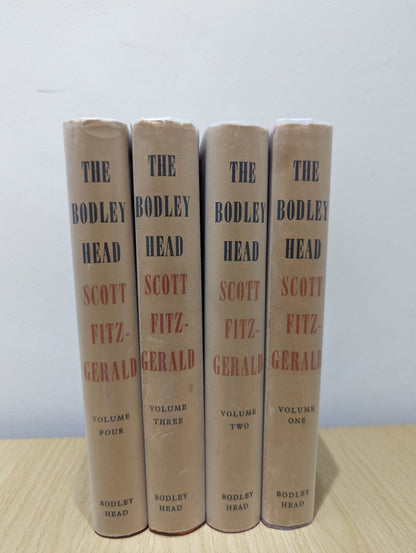 THE
BODLEY
HEAD
SCOTT
FITZ-
GERALD
VOLUME
FOUR
BODLEY
HEAD
THE
BODLEY
HEAD
SCOTT
FITZ-
GERALD
VOLUME
THREE
BODLEY
HEAD
THE
BODLEY
HEAD
SCOTT
FITZ-
GERALD
VOLUME
TWO
BODLEY
HEAD
THE
BODLEY
HEAD
SCOTT
FITZ-
GERALD
VOLUME
ONE
BODLEY
HEAD